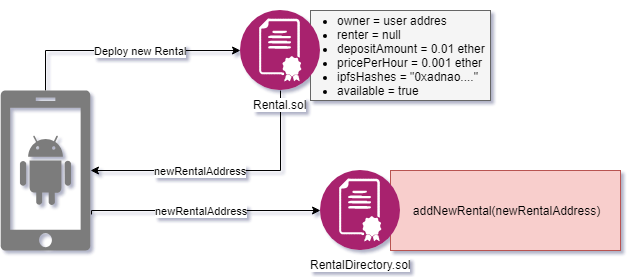 Deploy new Rental
• owner = user addres
• renter = null
• depositAmount = 0.01 ether
• pricePerHour = 0.001 ether
• ipfsHashes = "0xadnao...."
• available = true
Rental.sol
newRentalAddress
newRentalAddress
addNewRental(newRentalAddress)
RentalDirectory.sol